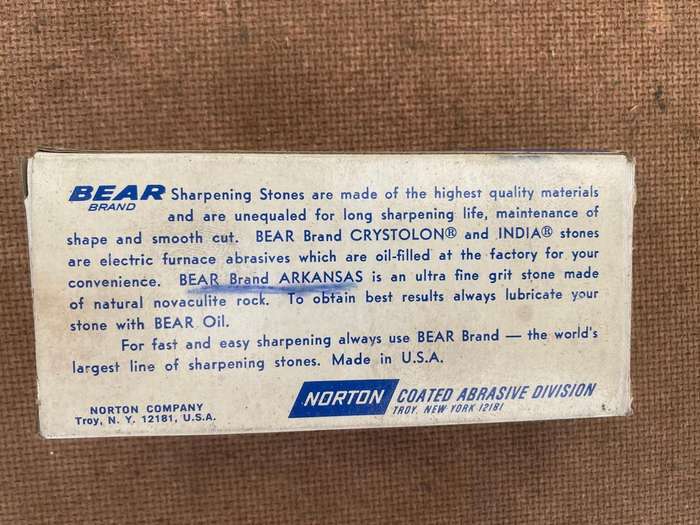 BEAR Sharpening Stones are made of the highest quality materials
BRAND
and are unequaled for long sharpening life, maintenance of
shape and smooth cut. BEAR Brand CRYSTOLON® and INDIA® stones
are electric furnace abrasives which are oil-filled at the factory for your
convenience. BEAR Brand ARKANSAS is an ultra fine grit stone made
of natural novaculite rock. To obtain best results always lubricate your
stone with BEAR Oil.
For fast and easy sharpening always use BEAR Brand — the world's
largest line of sharpening stones. Made in U.S.A.
NORTON COMPANY
Troy, N. Y. 12181, U.S.A.
NORTON COATED ABRASIVE DIVISION
TROY, NEW YORK 12181